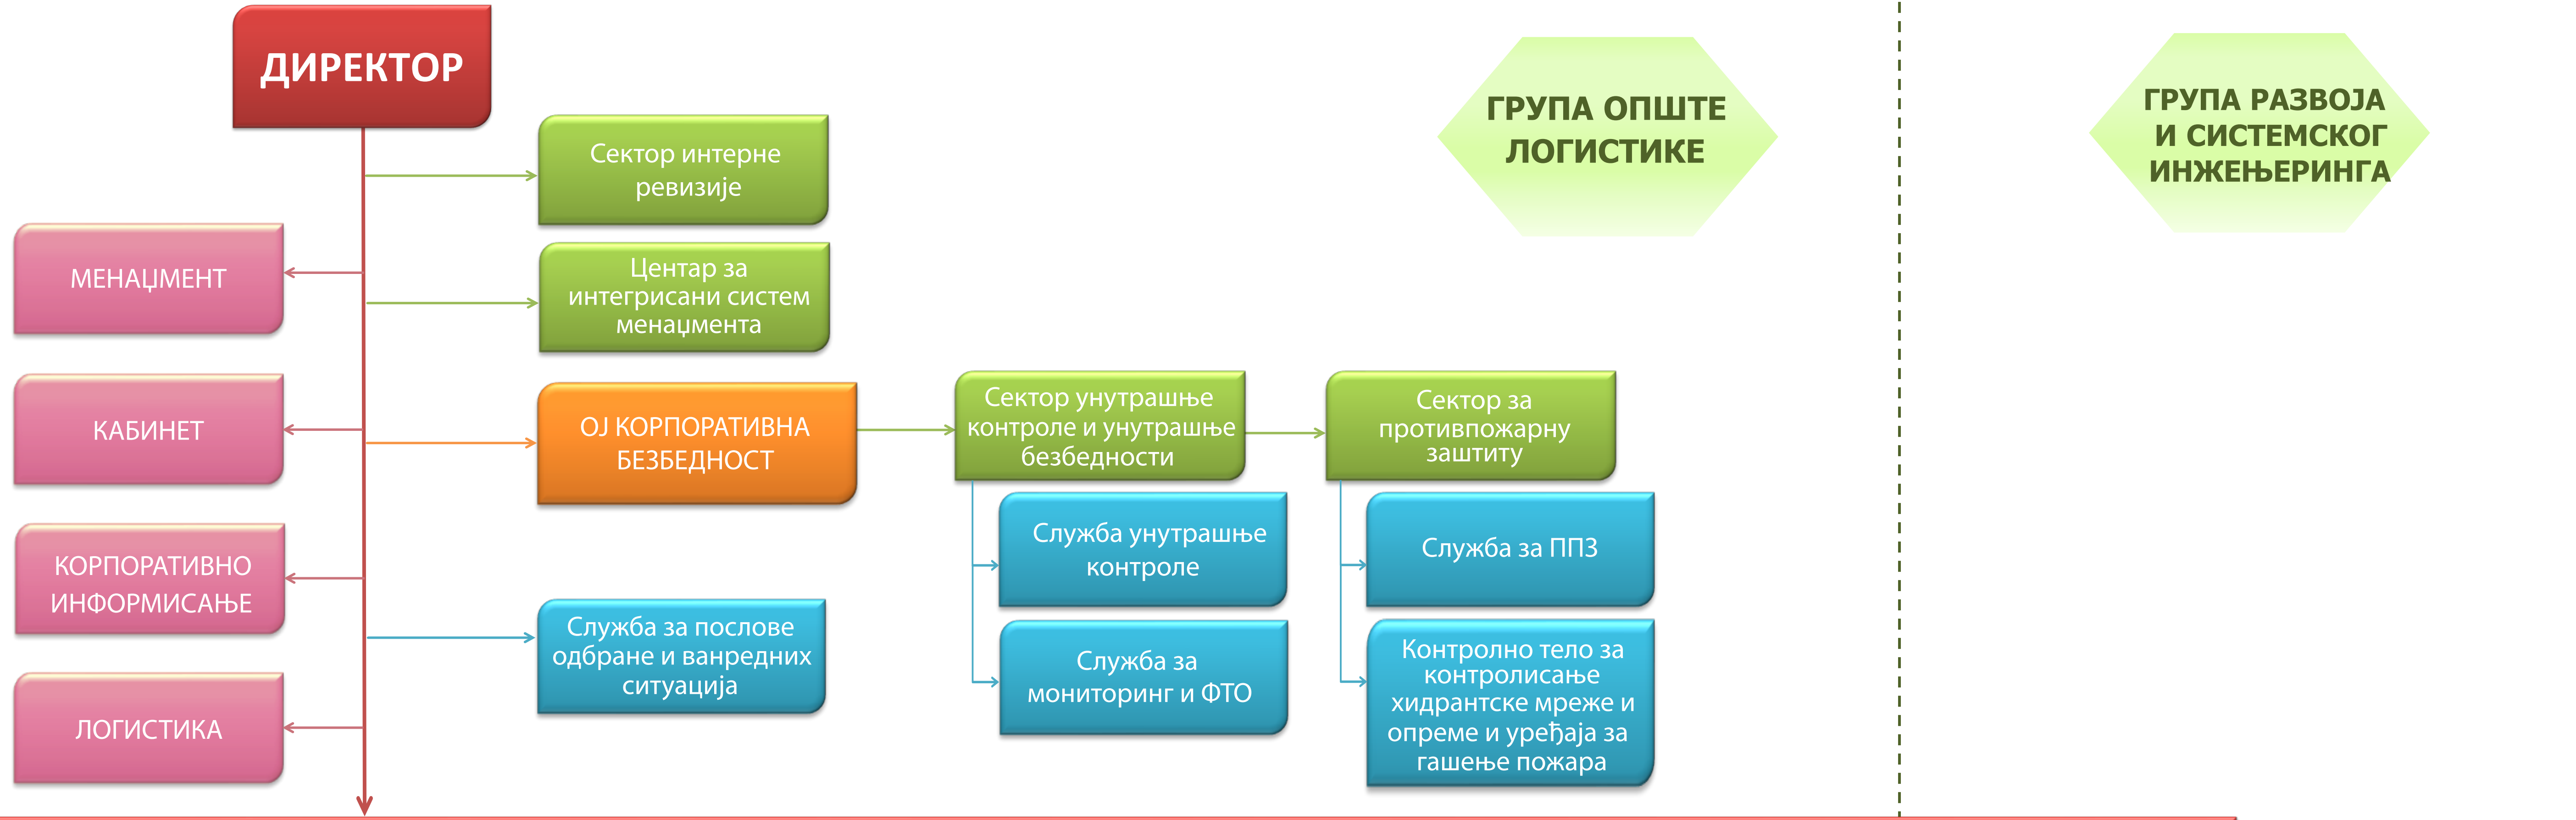 ДИРЕКТОР
Сектор интерне
ревизије
МЕНАЏМЕНТ
Центар за
интегрисани систем
менаџмента
КАБИНЕТ
ОЈ КОРПОРАТИВНА
БЕЗБЕДНОСТ
Сектор унутрашње
контроле и унутрашње
безбедности
Сектор за
противпожарну
заштиту
КОРПОРАТИВНО
ИНФОРМИСАЊЕ
Служба унутрашње
контроле
Служба за ППЗ
ЛОГИСТИКА
Служба за послове
одбране и ванредних
ситуација
Служба за
мониторинг и ФТО
Контролно тело за
контролисање
хидрантске мреже и
опреме и уређаја за
гашење пожара
ГРУПА ОПШТЕ
ЛОГИСТИКЕ
ГРУПА РАЗВОЈА
И СИСТЕМСКОГ
ИНЖЕЊЕРИНГА